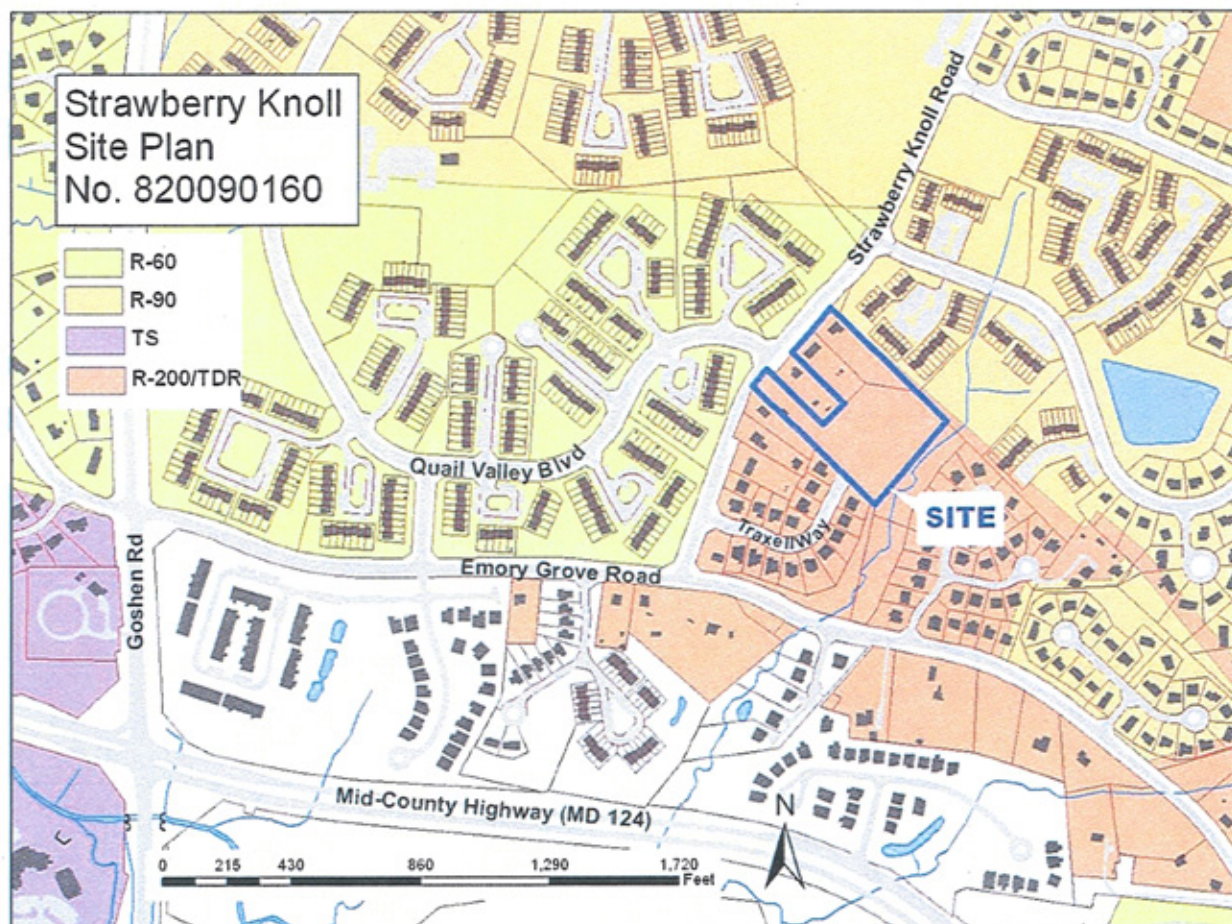 Strawberry Knoll
Site Plan
No. 820090160
R-60
R-90
TS
R-200/TDR
Strawberry Knoll Road
Quail Valley Blvd
SITE
Traxell Way
Emory Grove Road
Goshen Rd
Mid-County Highway (MD 124)
N
0 215 430 860 1,290 1,720
Feet